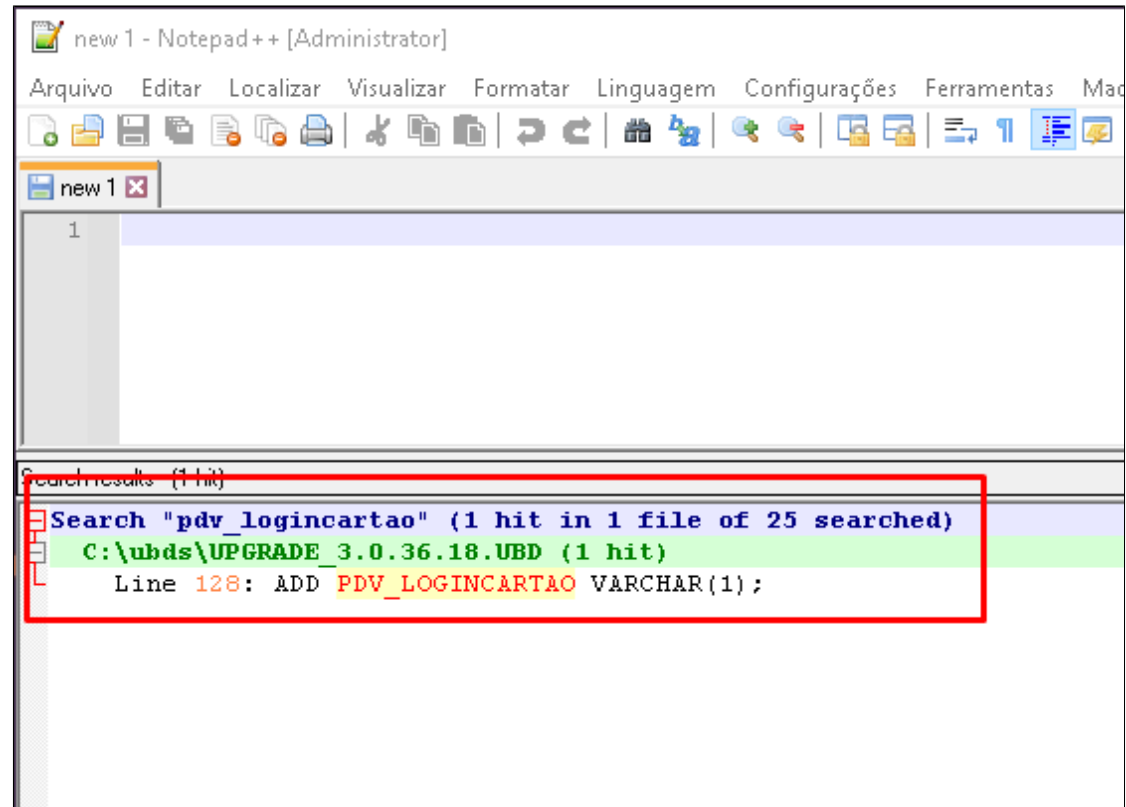 new 1 - Notepad++ [Administrator]
Arquivo Editar Localizar Visualizar Formatar Linguagem Configurações Ferramentas Mac
new 1
1
Search results - (1 hit)
Search "pdv_logincartao" (1 hit in 1 file of 25 searched)
C:\ubds\UPGRADE_3.0.36.18.UBD (1 hit)
Line 128: ADD PDV_LOGINCARTAO VARCHAR(1);